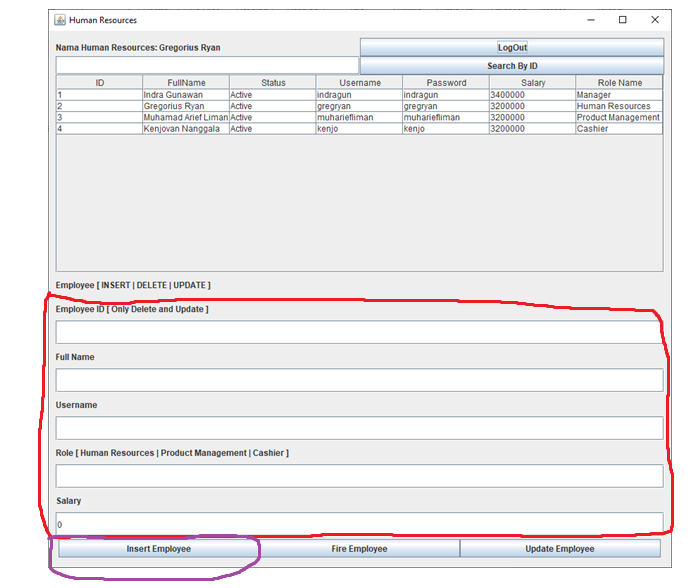 Human Resources
Nama Human Resources: Gregorius Ryan LogOut
Search By ID
ID FullName Status Username Password Salary Role Name
1 Indra Gunawan Active indragun indragun 3400000 Manager
2 Gregorius Ryan Active gregryan gregryan 3200000 Human Resources
3 Muhamad Arief Liman Active muhariefliman muhariefliman 3200000 Product Management
4 Kenjovan Nanggala Active kenjo kenjo 3200000 Cashier
Employee [ INSERT | DELETE | UPDATE ]
Employee ID [ Only Delete and Update ]
Full Name
Username
Role [ Human Resources | Product Management | Cashier ]
Salary
0
Insert Employee Fire Employee Update Employee